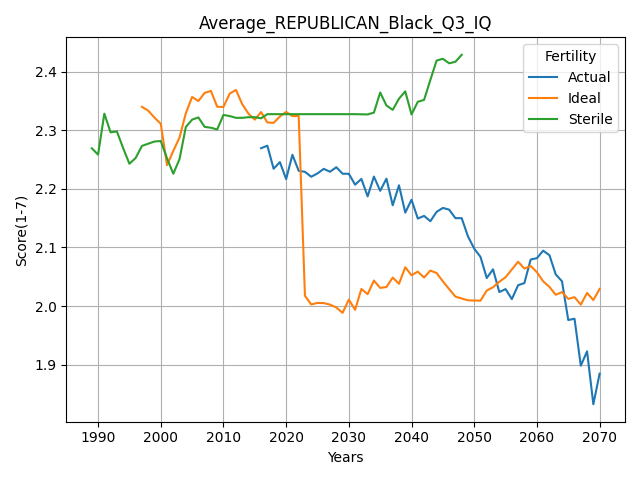 Average_REPUBLICAN_Black_Q3_IQ
Fertility
Actual
Ideal
Sterile
Score(1-7)
2.4
2.3
2.2
2.1
2.0
1.9
1990 2000 2010 2020 2030 2040 2050 2060 2070
Years